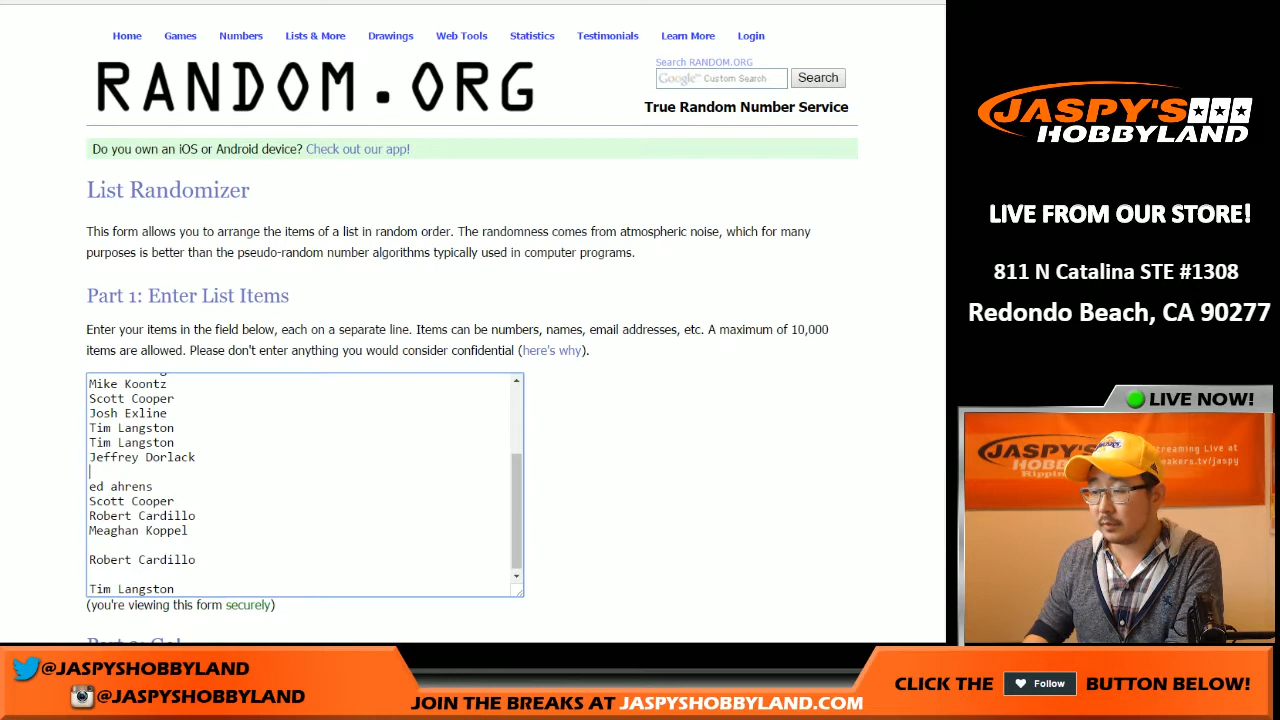 Home Games Numbers Lists & More Drawings Web Tools Statistics Testimonials Learn More Login
RANDOM.ORG
Search RANDOM.ORG
Google™ Custom Search
Search
True Random Number Service
Do you own an iOS or Android device? Check out our app!
List Randomizer
This form allows you to arrange the items of a list in random order. The randomness comes from atmospheric noise, which for many
purposes is better than the pseudo-random number algorithms typically used in computer programs.
Part 1: Enter List Items
Enter your items in the field below, each on a separate line. Items can be numbers, names, email addresses, etc. A maximum of 10,000
items are allowed. Please don't enter anything you would consider confidential (here's why).
Mike Koontz
Scott Cooper
Josh Exline
Tim Langston
Tim Langston
Jeffrey Dorlack
ed ahrens
Scott Cooper
Robert Cardillo
Meaghan Koppel
Robert Cardillo
Tim Langston
(you're viewing this form securely)
JASPY'S
HOBBYLAND
LIVE FROM OUR STORE!
811 N Catalina STE #1308
Redondo Beach, CA 90277
LIVE NOW!
JASPY'S
Streaming Live at
breakers.tv/jaspy
@JASPYSHOBBYLAND
@JASPYSHOBBYLAND
JOIN THE BREAKS AT JASPYSHOBBYLAND.COM
CLICK THE Follow BUTTON BELOW!